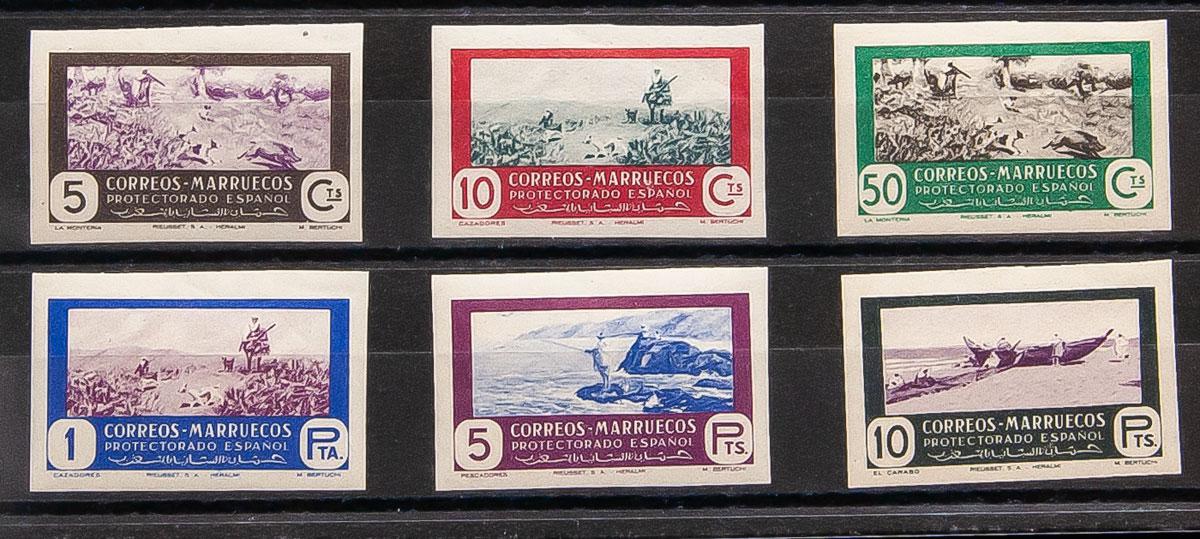 5 CORREOS-MARRUECOS CTS
PROTECTORADO ESPAÑOL
LA MONTERIA RIEUSSET, S. A. - HERALMI M. BERTUCHI
10 CORREOS-MARRUECOS CTS
PROTECTORADO ESPAÑOL
CAZADORES RIEUSSET, S. A. - HERALMI M. BERTUCHI
50 CORREOS-MARRUECOS CTS
PROTECTORADO ESPAÑOL
LA MONTERIA RIEUSSET, S. A. - HERALMI M. BERTUCHI
1 CORREOS-MARRUECOS PTA.
PROTECTORADO ESPAÑOL
CAZADORES RIEUSSET, S. A. - HERALMI M. BERTUCHI
5 CORREOS-MARRUECOS PTS.
PROTECTORADO ESPAÑOL
PESCADORES RIEUSSET, S. A. - HERALMI M. BERTUCHI
10 CORREOS-MARRUECOS PTS.
PROTECTORADO ESPAÑOL
EL CARABO RIEUSSET, S. A. - HERALMI M. BERTUCHI